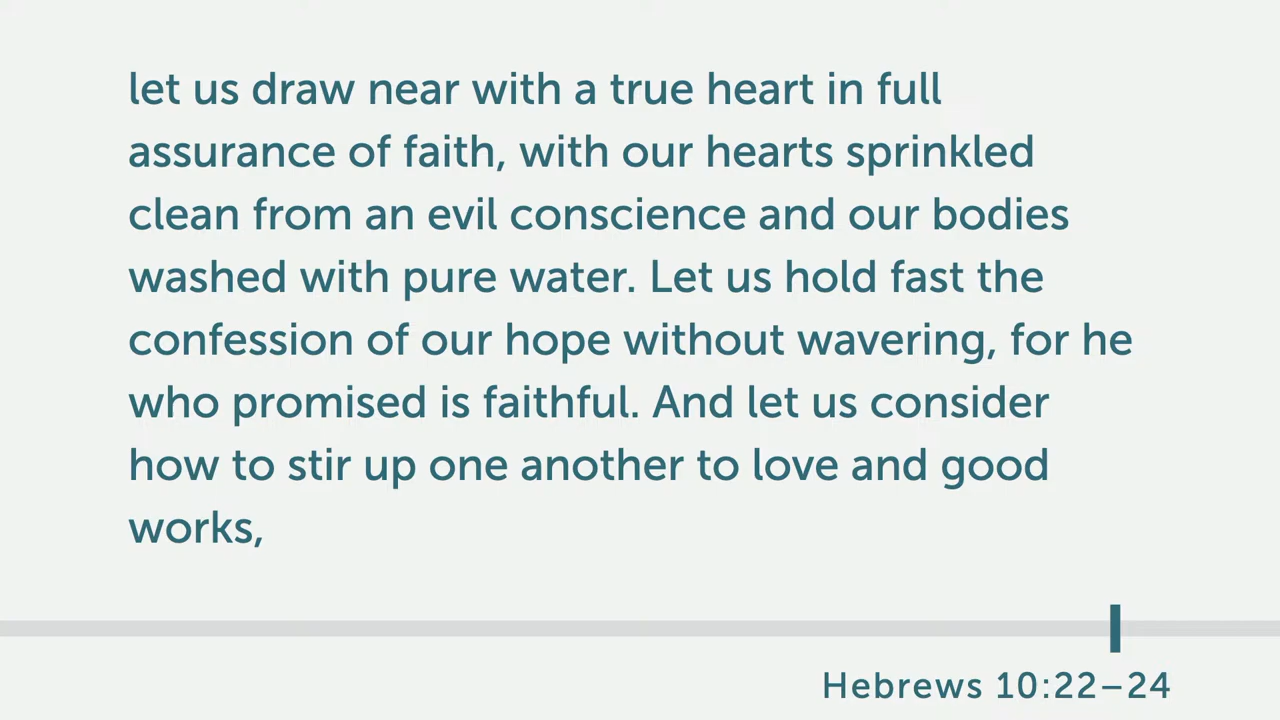 let us draw near with a true heart in full
assurance of faith, with our hearts sprinkled
clean from an evil conscience and our bodies
washed with pure water. Let us hold fast the
confession of our hope without wavering, for he
who promised is faithful. And let us consider
how to stir up one another to love and good
works,
Hebrews 10:22–24